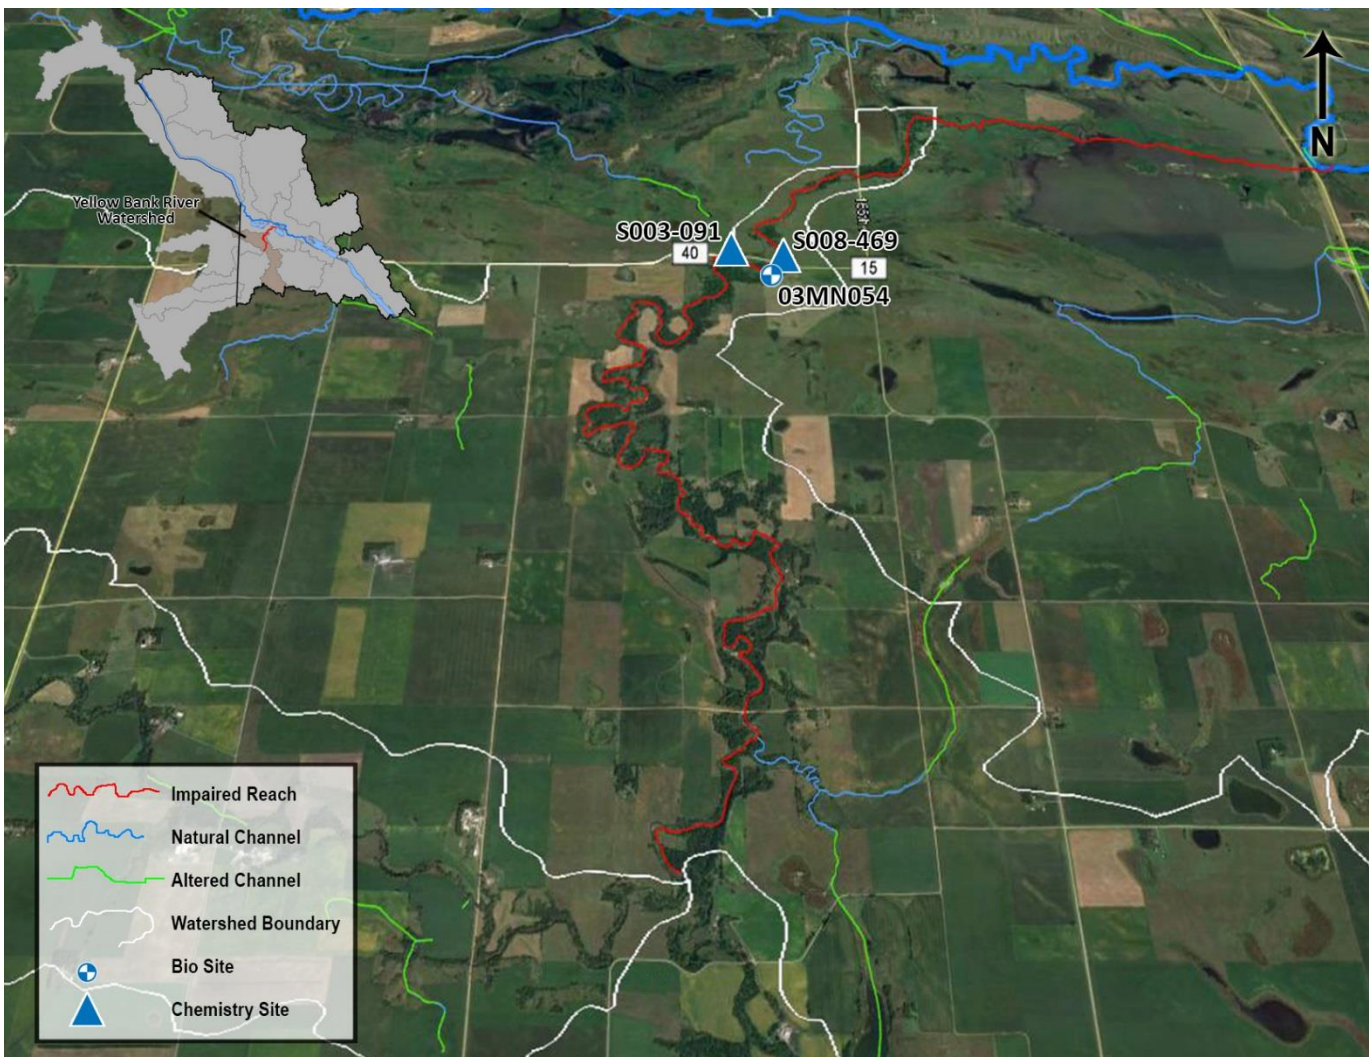 N
Yellow Bank River
Watershed
S003-091
40
S008-469
15
03MN054
Impaired Reach
Natural Channel
Altered Channel
Watershed Boundary
Bio Site
Chemistry Site